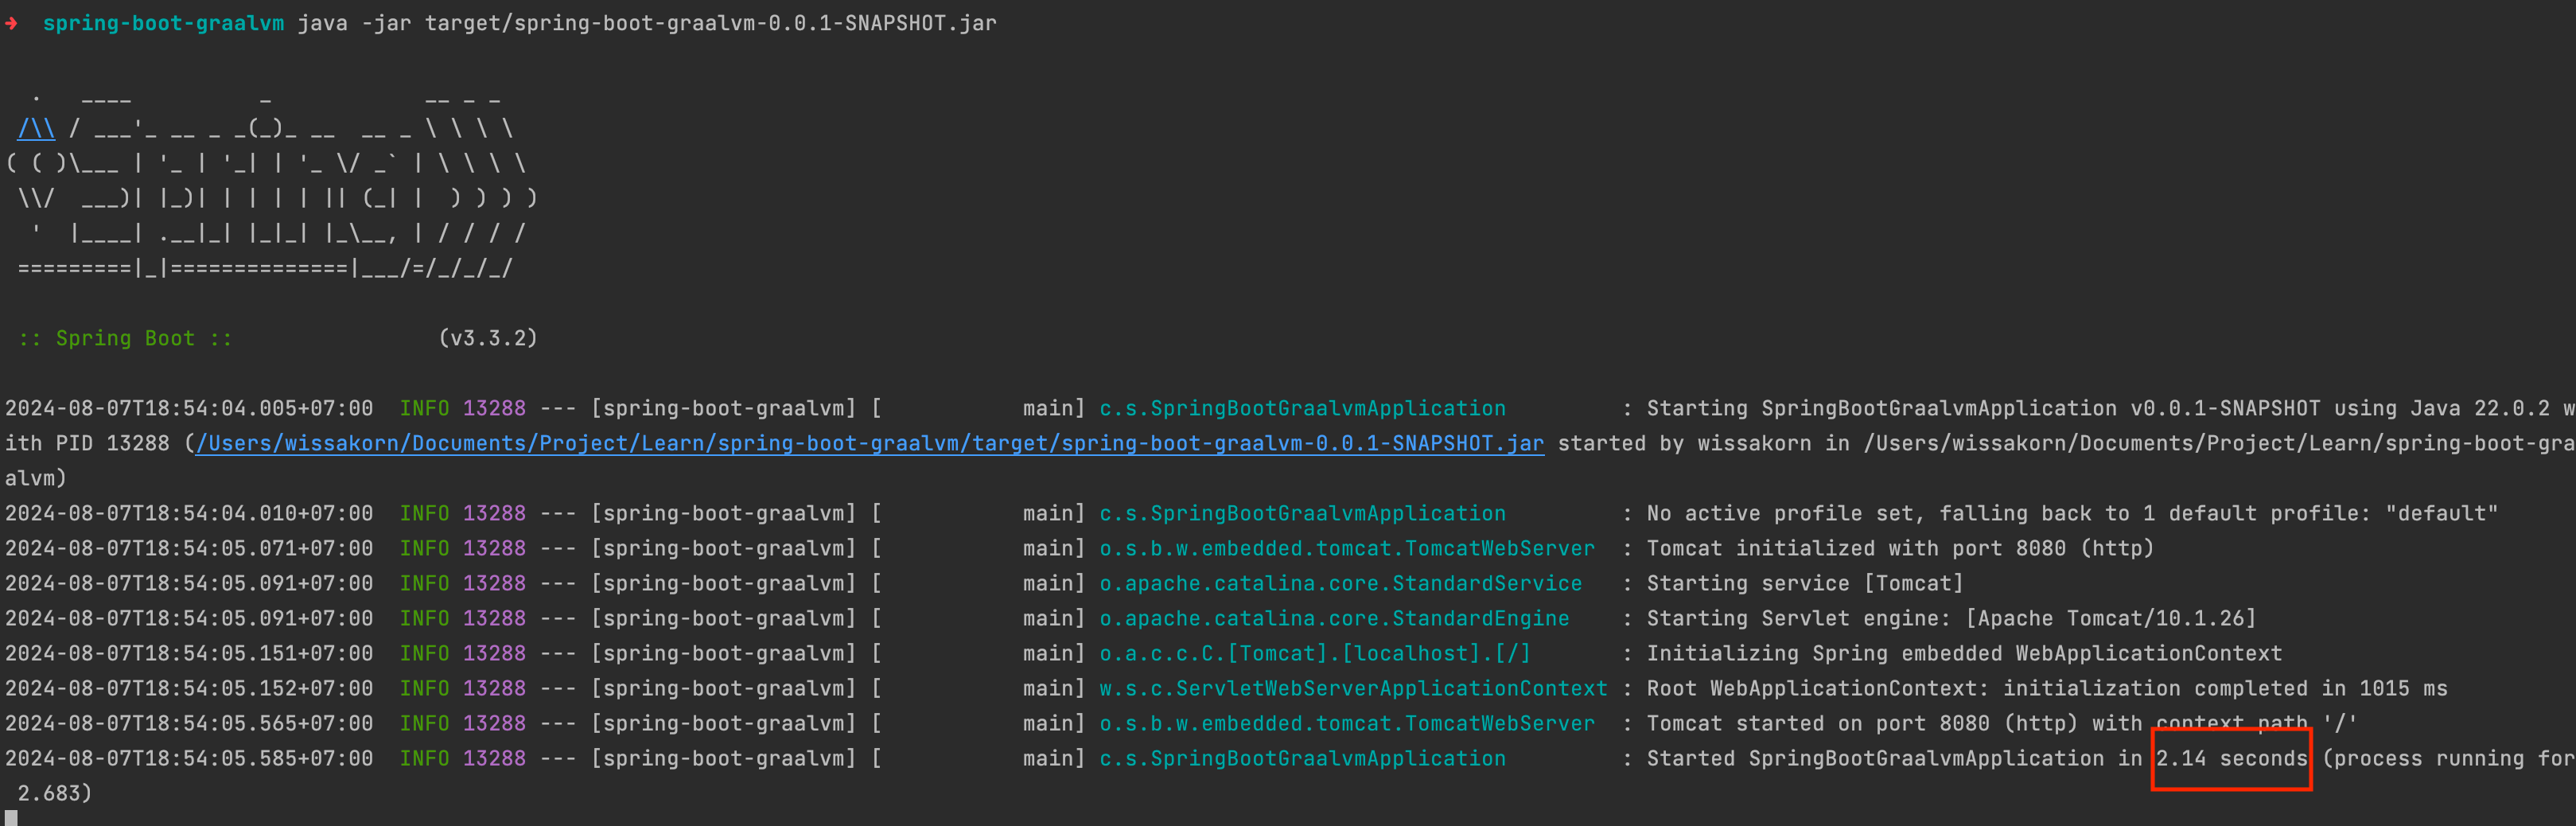 ➜  spring-boot-graalvm java -jar target/spring-boot-graalvm-0.0.1-SNAPSHOT.jar
  .   ____          _            __ _ _
 /\\ / ___'_ __ _ _(_)_ __  __ _ \ \ \ \
( ( )\___ | '_ | '_| | '_ \/ _` | \ \ \ \
 \\/  ___)| |_)| | | | | || (_| |  ) ) ) )
  '  |____| .__|_| |_|_| |_\__, | / / / /
 =========|_|==============|___/=/_/_/_/
 :: Spring Boot ::                (v3.3.2)
2024-08-07T18:54:04.005+07:00  INFO 13288 --- [spring-boot-graalvm] [           main] c.s.SpringBootGraalvmApplication         : Starting SpringBootGraalvmApplication v0.0.1-SNAPSHOT using Java 22.0.2 w
ith PID 13288 (/Users/wissakorn/Documents/Project/Learn/spring-boot-graalvm/target/spring-boot-graalvm-0.0.1-SNAPSHOT.jar started by wissakorn in /Users/wissakorn/Documents/Project/Learn/spring-boot-gra
alvm)
2024-08-07T18:54:04.010+07:00  INFO 13288 --- [spring-boot-graalvm] [           main] c.s.SpringBootGraalvmApplication         : No active profile set, falling back to 1 default profile: "default"
2024-08-07T18:54:05.071+07:00  INFO 13288 --- [spring-boot-graalvm] [           main] o.s.b.w.embedded.tomcat.TomcatWebServer  : Tomcat initialized with port 8080 (http)
2024-08-07T18:54:05.091+07:00  INFO 13288 --- [spring-boot-graalvm] [           main] o.apache.catalina.core.StandardService   : Starting service [Tomcat]
2024-08-07T18:54:05.091+07:00  INFO 13288 --- [spring-boot-graalvm] [           main] o.apache.catalina.core.StandardEngine    : Starting Servlet engine: [Apache Tomcat/10.1.26]
2024-08-07T18:54:05.151+07:00  INFO 13288 --- [spring-boot-graalvm] [           main] o.a.c.c.C.[Tomcat].[localhost].[/]       : Initializing Spring embedded WebApplicationContext
2024-08-07T18:54:05.152+07:00  INFO 13288 --- [spring-boot-graalvm] [           main] w.s.c.ServletWebServerApplicationContext : Root WebApplicationContext: initialization completed in 1015 ms
2024-08-07T18:54:05.565+07:00  INFO 13288 --- [spring-boot-graalvm] [           main] o.s.b.w.embedded.tomcat.TomcatWebServer  : Tomcat started on port 8080 (http) with context path '/'
2024-08-07T18:54:05.585+07:00  INFO 13288 --- [spring-boot-graalvm] [           main] c.s.SpringBootGraalvmApplication         : Started SpringBootGraalvmApplication in 2.14 seconds (process running for
 2.683)